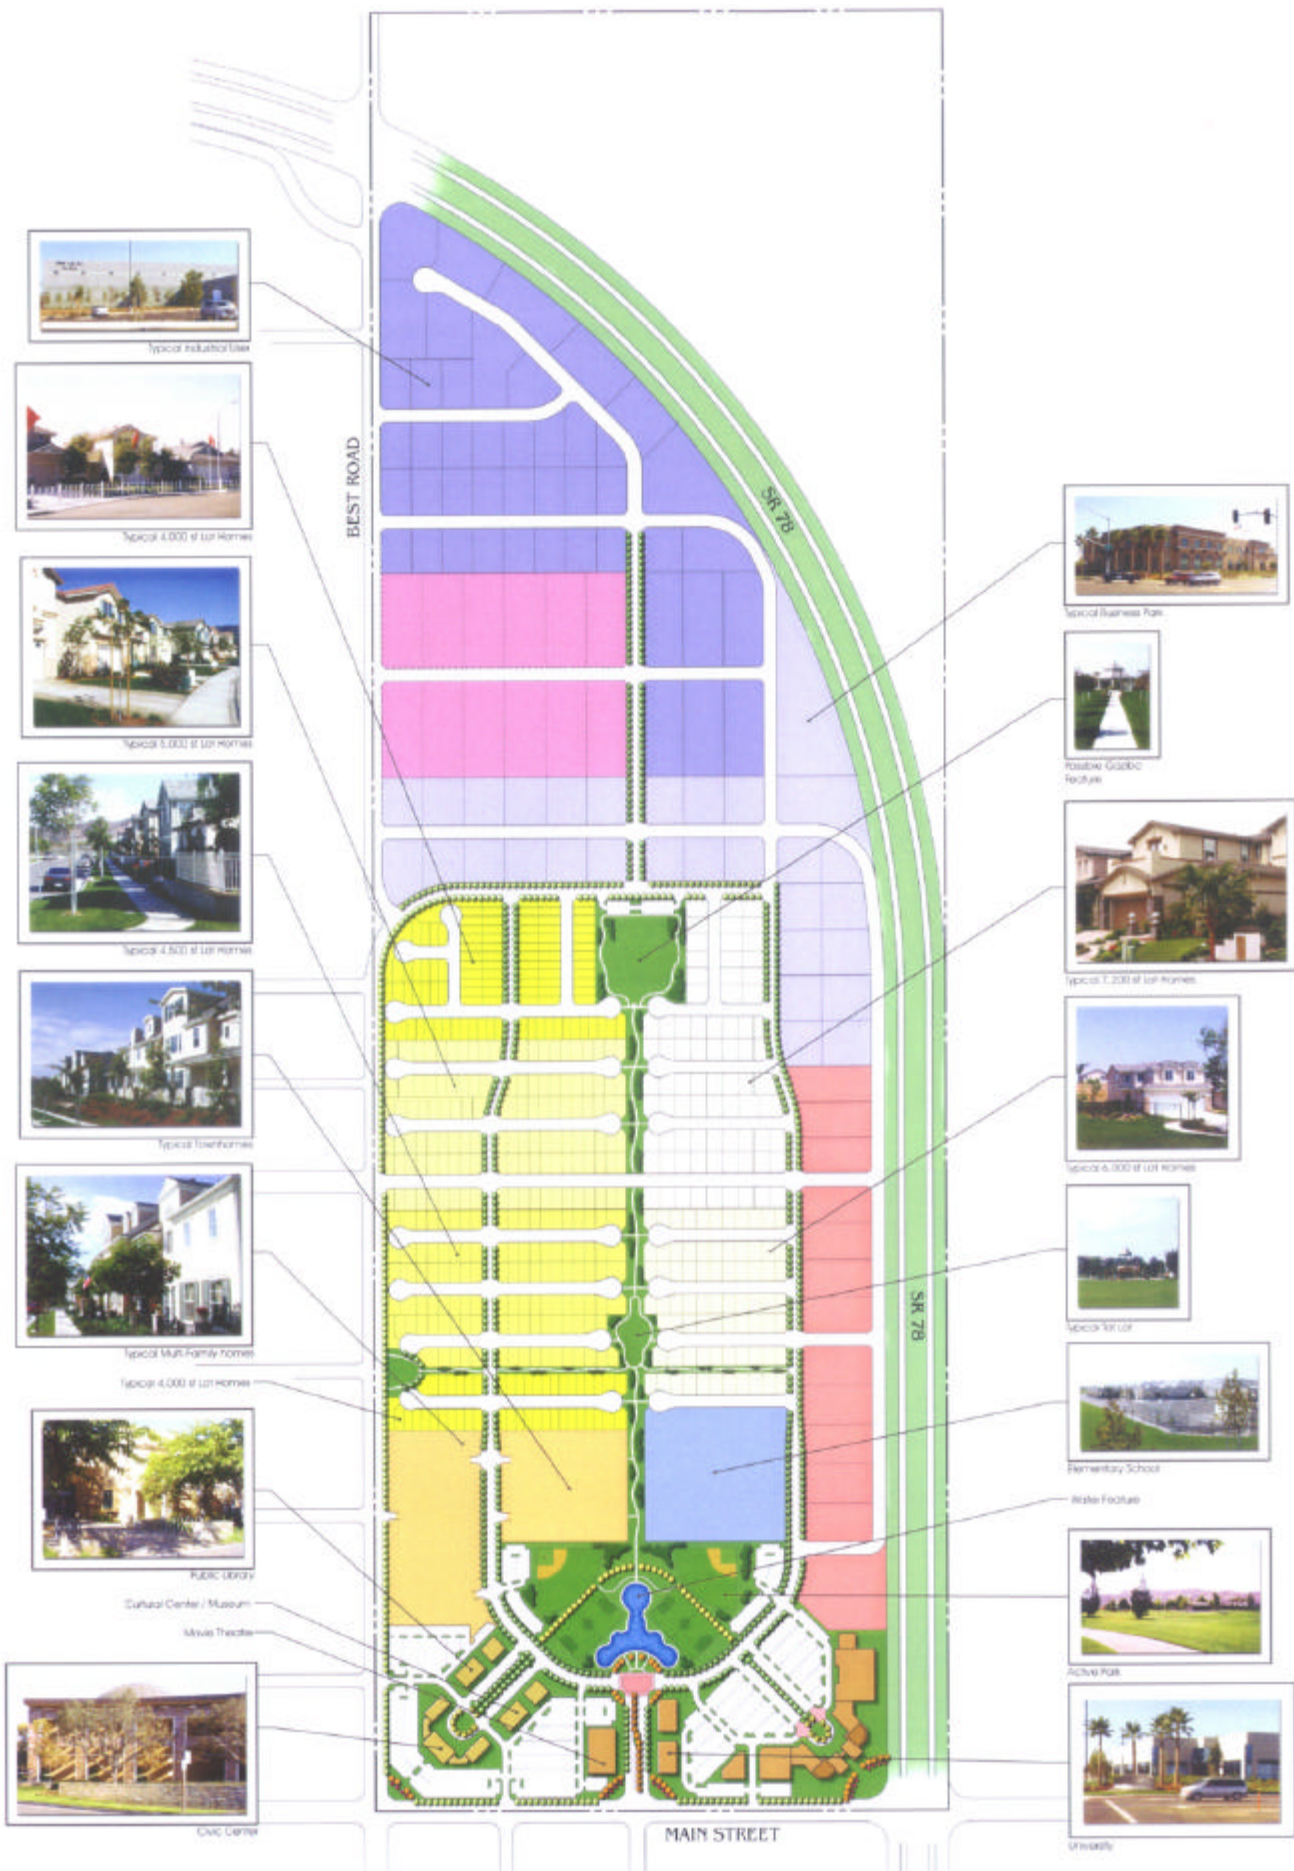 Typical Industrial User
Typical 4,000 sf Lot Homes
Typical 5,000 sf Lot Homes
Typical 4,500 sf Lot Homes
Typical Townhomes
Typical Multi-Family homes
Typical 4,000 sf Lot Homes
Public Library
Cultural Center / Museum
Movie Theater
Civic Center
BEST ROAD
SR 78
SR 78
MAIN STREET
Typical Business Park
Possible Gazebo
Feature
Typical 7,200 sf Lot Homes
Typical 6,000 sf Lot Homes
Typical Tot Lot
Elementary School
Water Feature
Active Park
University